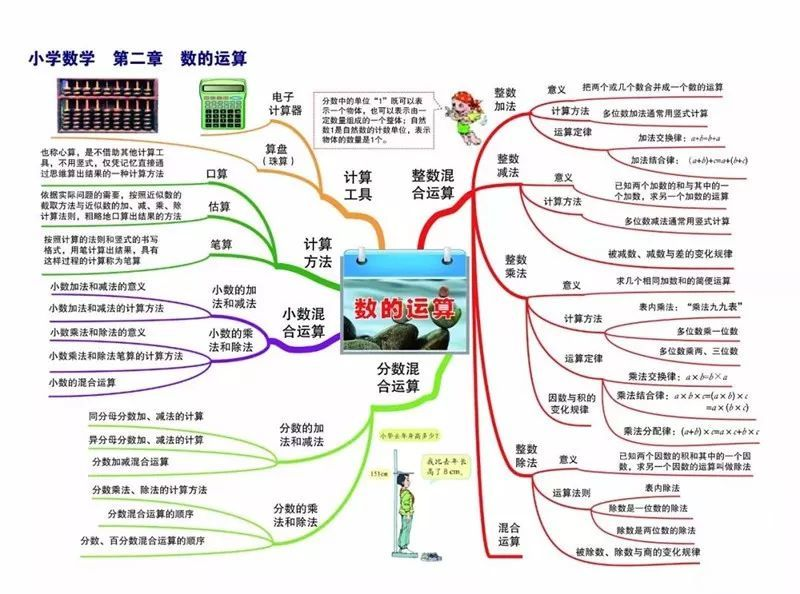 小学数学 第二章 数的运算
数的运算
计算
工具
电子
计算器
算盘
(珠算)
计算
方法
口算
也称心算，是不借助其他计算工
具，不用竖式，仅凭记忆直接通
过思维算出结果的一种计算方法
估算
依据实际问题的需要，按照近似数的
截取方法与近似数的加、减、乘、除
计算法则，粗略地口算出结果的方法
笔算
按照计算的法则和竖式的书写
格式，用笔计算出结果，具有
这样过程的计算称为笔算
小数混
合运算
小数的加
法和减法
小数加法和减法的意义
小数加法和减法的计算方法
小数的乘
法和除法
小数乘法和除法的意义
小数乘法和除法笔算的计算方法
小数的混合运算
分数混
合运算
分数的加
法和减法
同分母分数加、减法的计算
异分母分数加、减法的计算
分数加减混合运算
分数的乘
法和除法
分数乘法、除法的计算方法
分数混合运算的顺序
分数、百分数混合运算的顺序
小华去年身高多少?
153cm
我比去年长
高了8cm。
分数中的单位“1”既可以表
示一个物体，也可以表示由一
定数量组成的一个整体；自然
数1是自然数的计数单位，表示
物体的数量是1个。
整数混
合运算
整数
加法
意义
把两个或几个数合并成一个数的运算
计算方法
多位数加法通常用竖式计算
运算定律
加法交换律：a+b=b+a
加法结合律：(a+b)+c=a+(b+c)
整数
减法
意义
已知两个加数的和与其中的一
个加数，求另一个加数的运算
计算方法
多位数减法通常用竖式计算
被减数、减数与差的变化规律
整数
乘法
意义
求几个相同加数和的简便运算
计算方法
表内乘法：“乘法九九表”
多位数乘一位数
多位数乘两、三位数
运算定律
乘法交换律：a×b=b×a
乘法结合律：a×b×c=(a×b)×c
=a×(b×c)
乘法分配律：(a+b)×c=a×c+b×c
因数与积的
变化规律
整数
除法
意义
已知两个因数的积和其中的一个因
数，求另一个因数的运算叫做除法
运算法则
表内除法
除数是一位数的除法
除数是两位数的除法
被除数、除数与商的变化规律
混合
运算